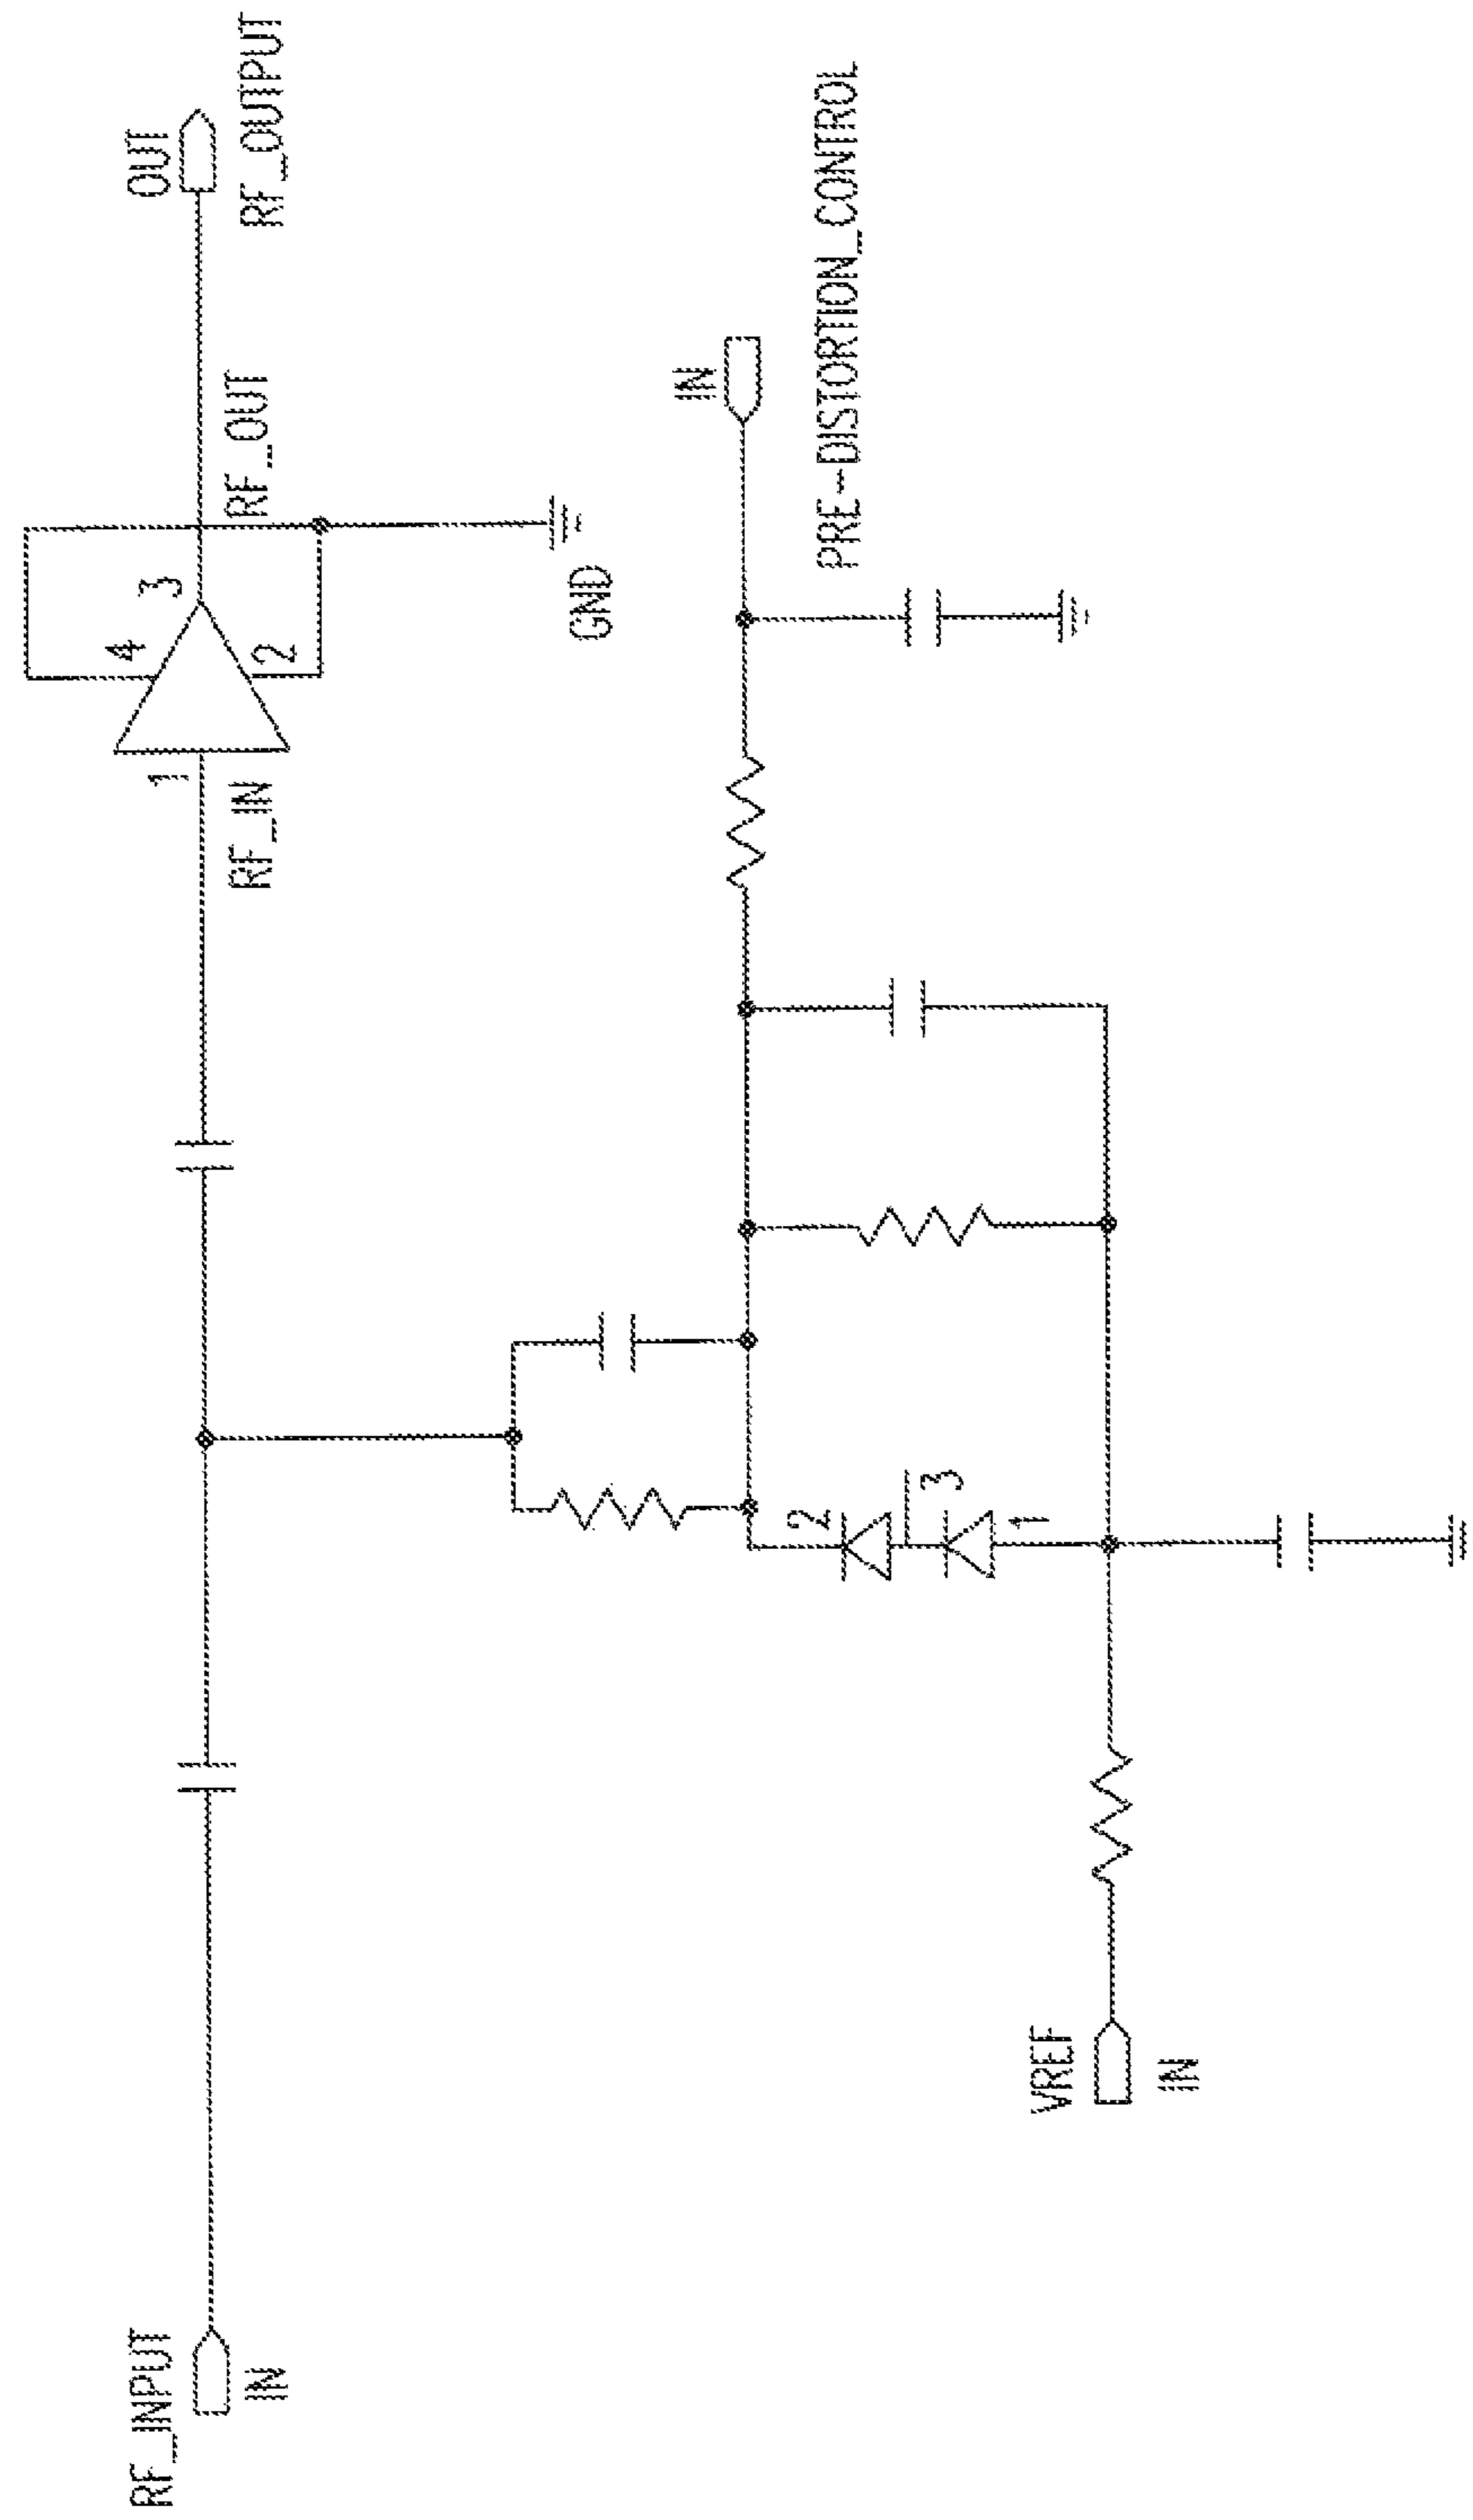 RF_INPUT
IN
1
RF_IN
4
2
3
RF_OUT
GND
OUT
RF_OUTPUT
IN
PRE-DISTORTION_CONTROL
2
3
1
VREF
IN